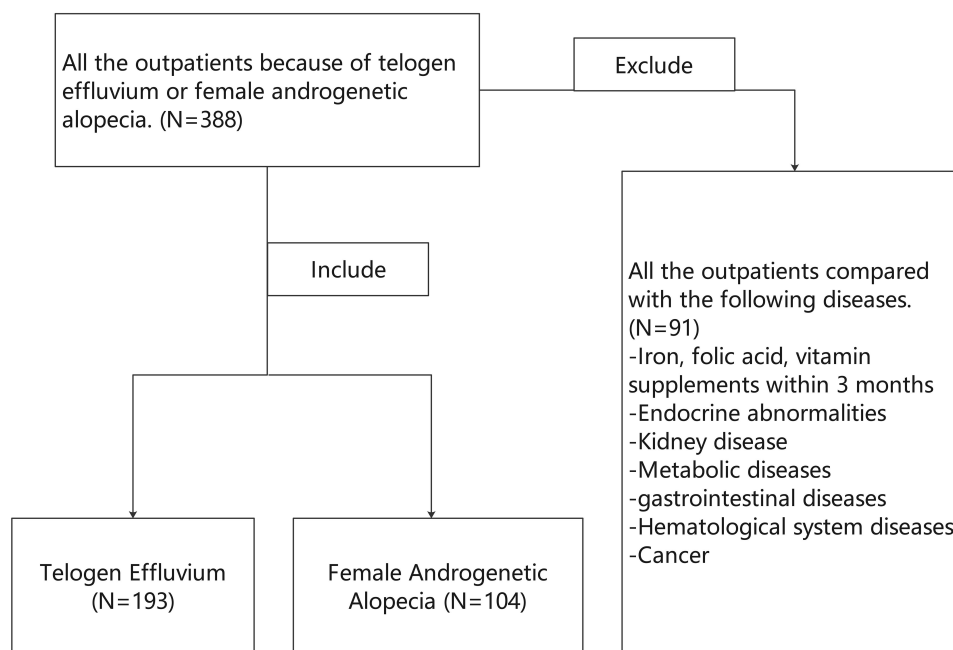 All the outpatients because of telogen
effluvium or female androgenetic
alopecia. (N=388)
Exclude
Include
All the outpatients compared
with the following diseases.
(N=91)
-Iron, folic acid, vitamin
supplements within 3 months
-Endocrine abnormalities
-Kidney disease
-Metabolic diseases
-gastrointestinal diseases
-Hematological system diseases
-Cancer
Telogen Effluvium
(N=193)
Female Androgenetic
Alopecia (N=104)